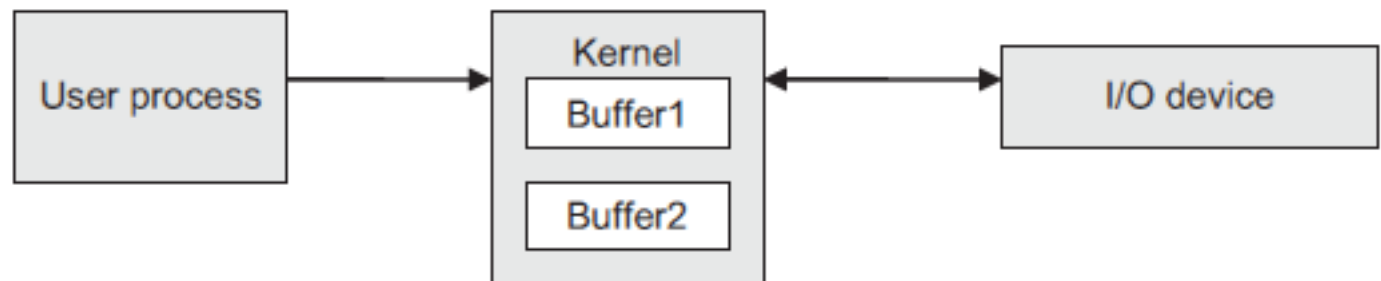 User process
Kernel
Buffer1
Buffer2
I/O device